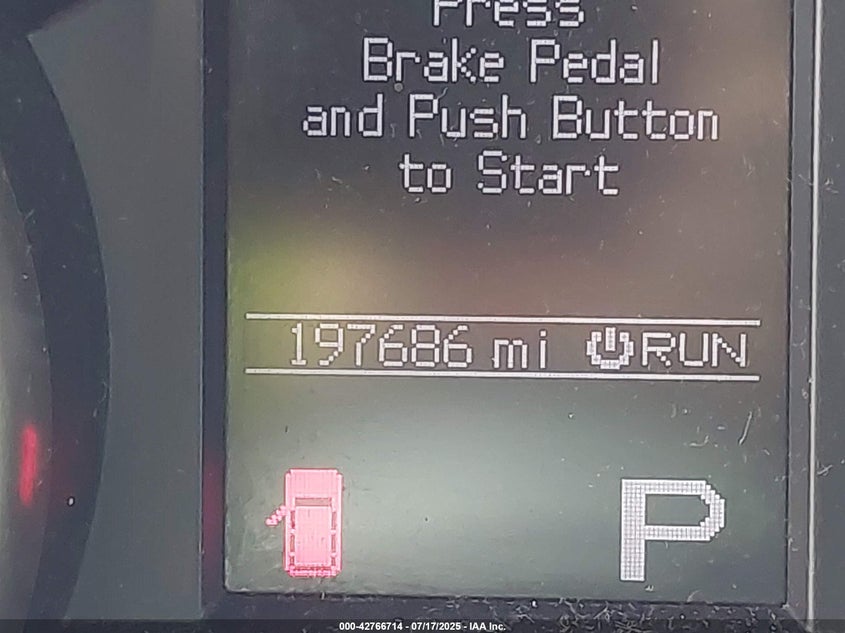 Press
Brake Pedal
and Push Button
to Start
197686 mi RUN
P
000-42766714 - 07/17/2025 - IAA Inc.